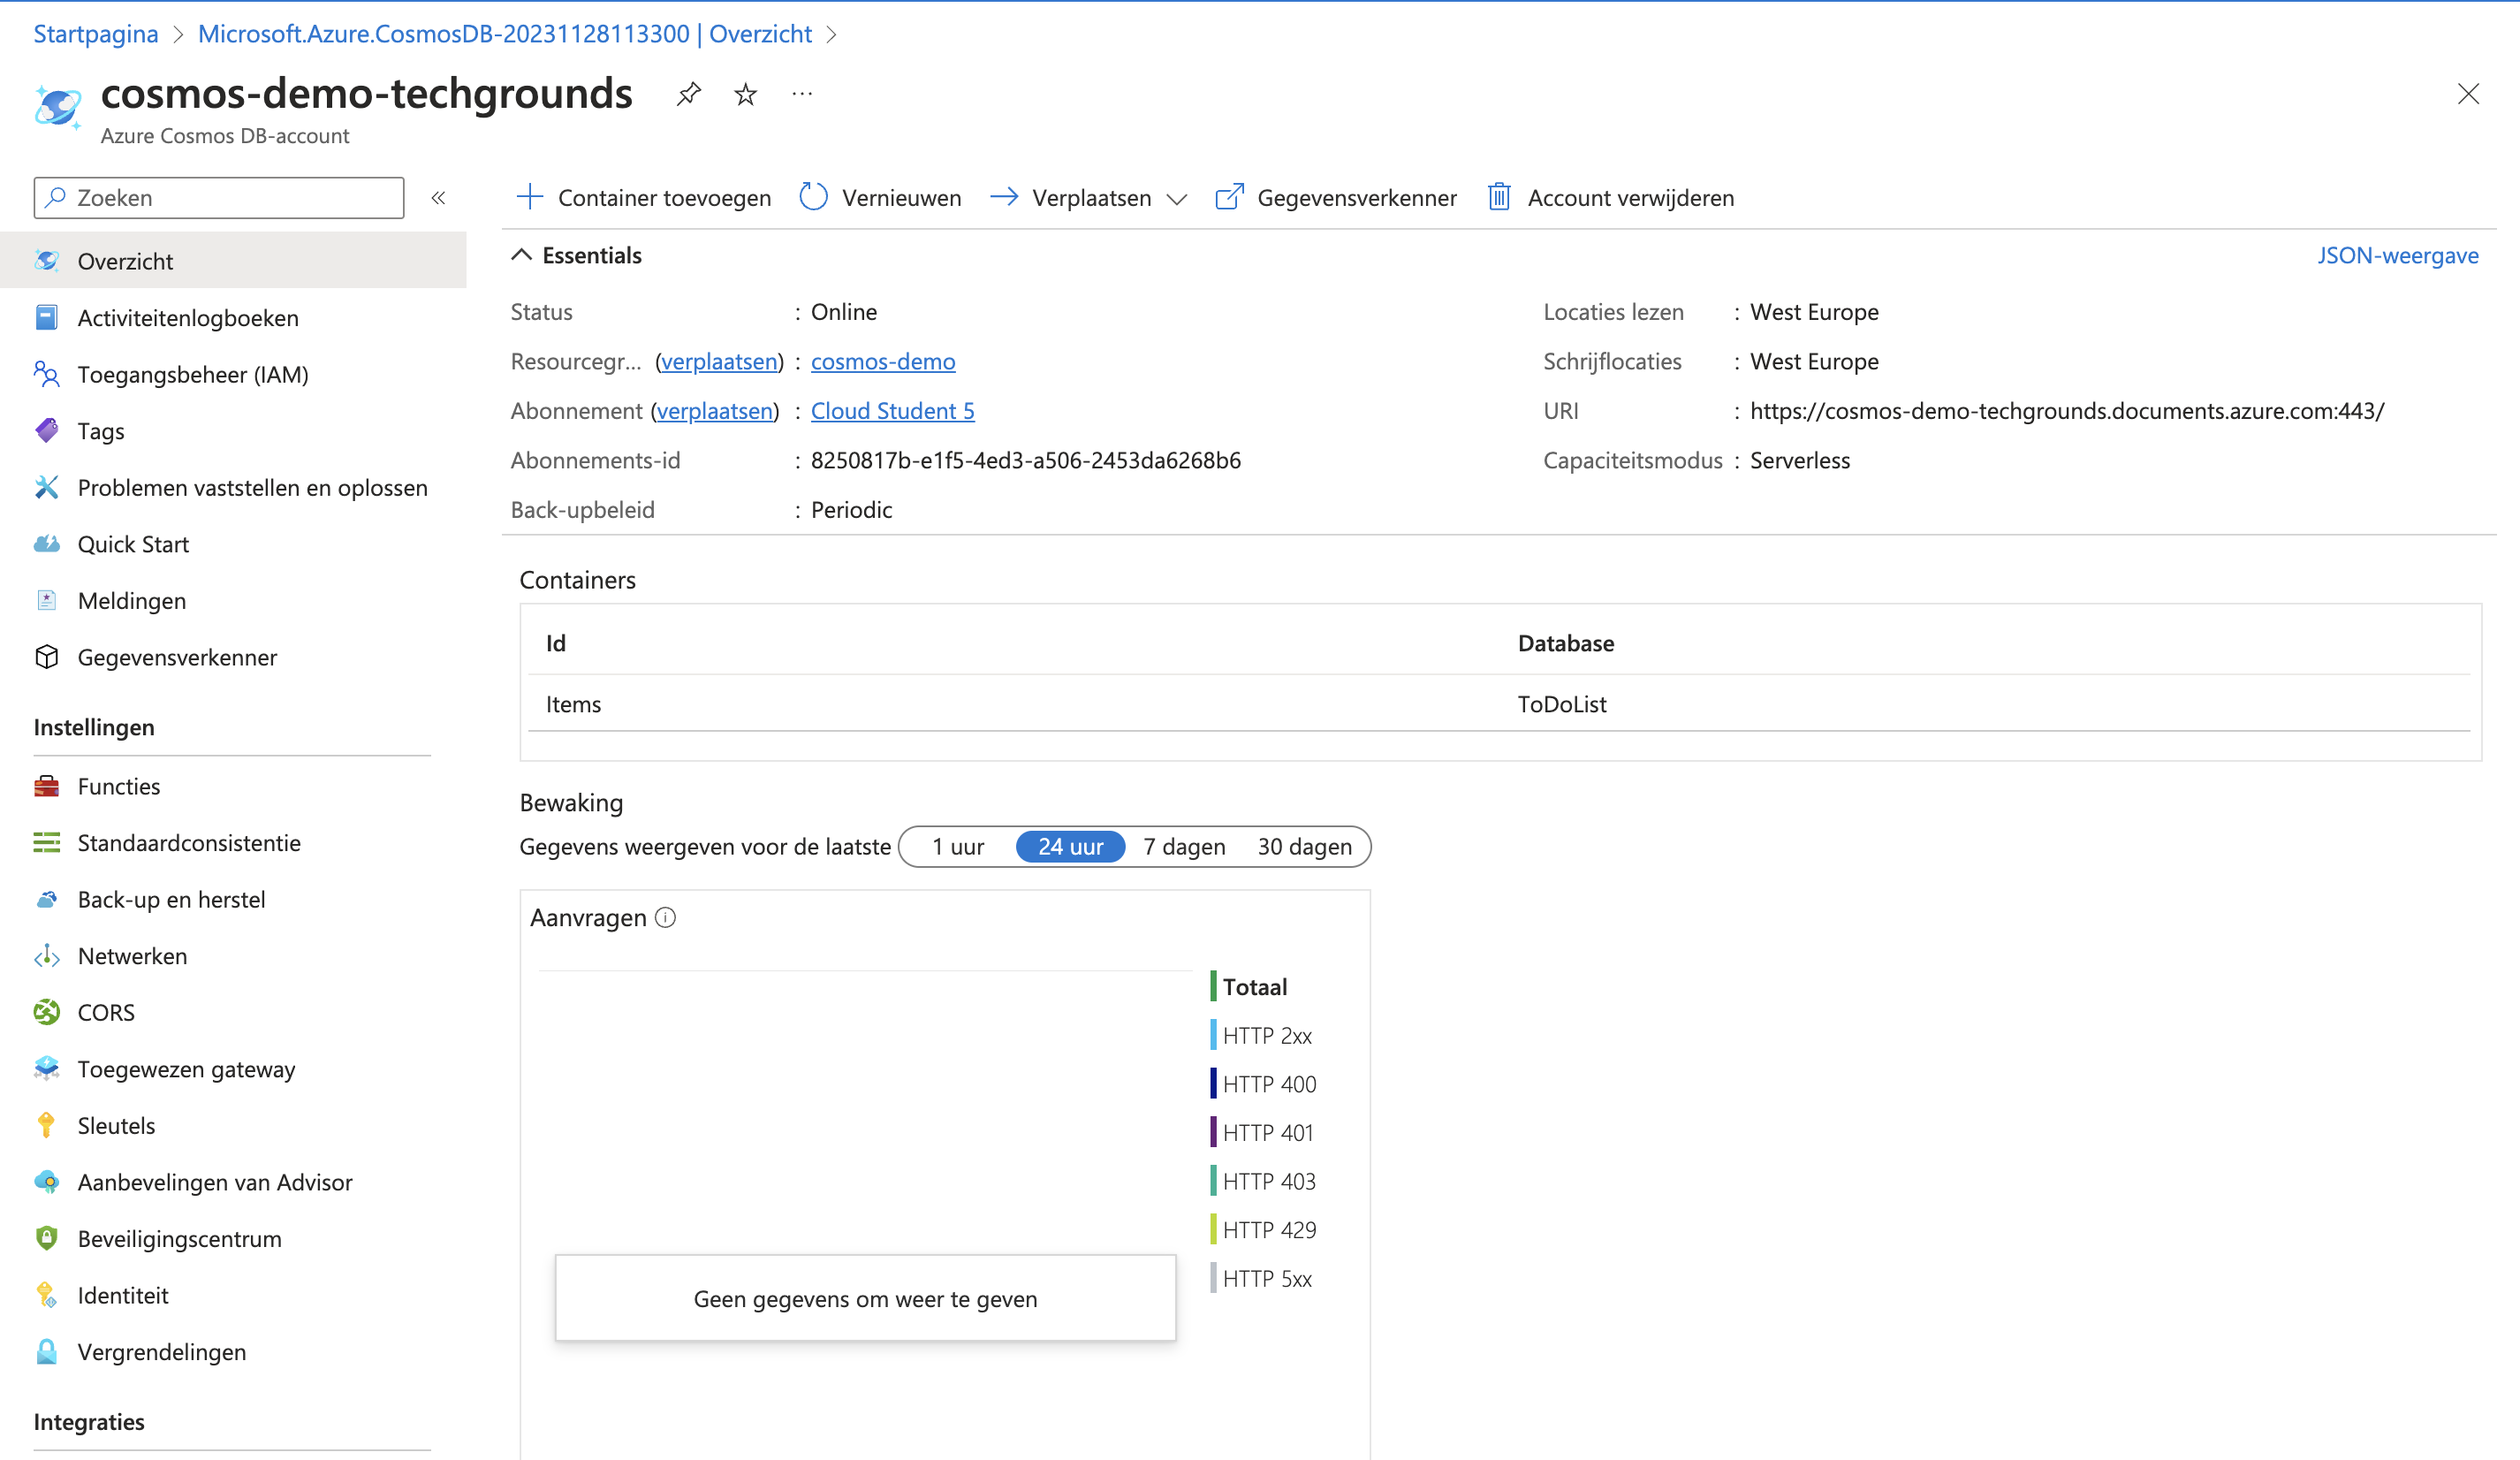 Startpagina > Microsoft.Azure.CosmosDB-20231128113300 | Overzicht >
cosmos-demo-techgrounds
Azure Cosmos DB-account
Zoeken
Container toevoegen Vernieuwen Verplaatsen Gegevensverkenner Account verwijderen
Overzicht
Activiteitenlogboeken
Toegangsbeheer (IAM)
Tags
Problemen vaststellen en oplossen
Quick Start
Meldingen
Gegevensverkenner
Instellingen
Functies
Standaardconsistentie
Back-up en herstel
Netwerken
CORS
Toegewezen gateway
Sleutels
Aanbevelingen van Advisor
Beveiligingscentrum
Identiteit
Vergrendelingen
Integraties
Essentials
JSON-weergave
Status : Online
Resourcegr... (verplaatsen) : cosmos-demo
Abonnement (verplaatsen) : Cloud Student 5
Abonnements-id : 8250817b-e1f5-4ed3-a506-2453da6268b6
Back-upbeleid : Periodic
Locaties lezen : West Europe
Schrijflocaties : West Europe
URI : https://cosmos-demo-techgrounds.documents.azure.com:443/
Capaciteitsmodus : Serverless
Containers
Id Database
Items ToDoList
Bewaking
Gegevens weergeven voor de laatste 1 uur 24 uur 7 dagen 30 dagen
Aanvragen
Geen gegevens om weer te geven
Totaal
HTTP 2xx
HTTP 400
HTTP 401
HTTP 403
HTTP 429
HTTP 5xx